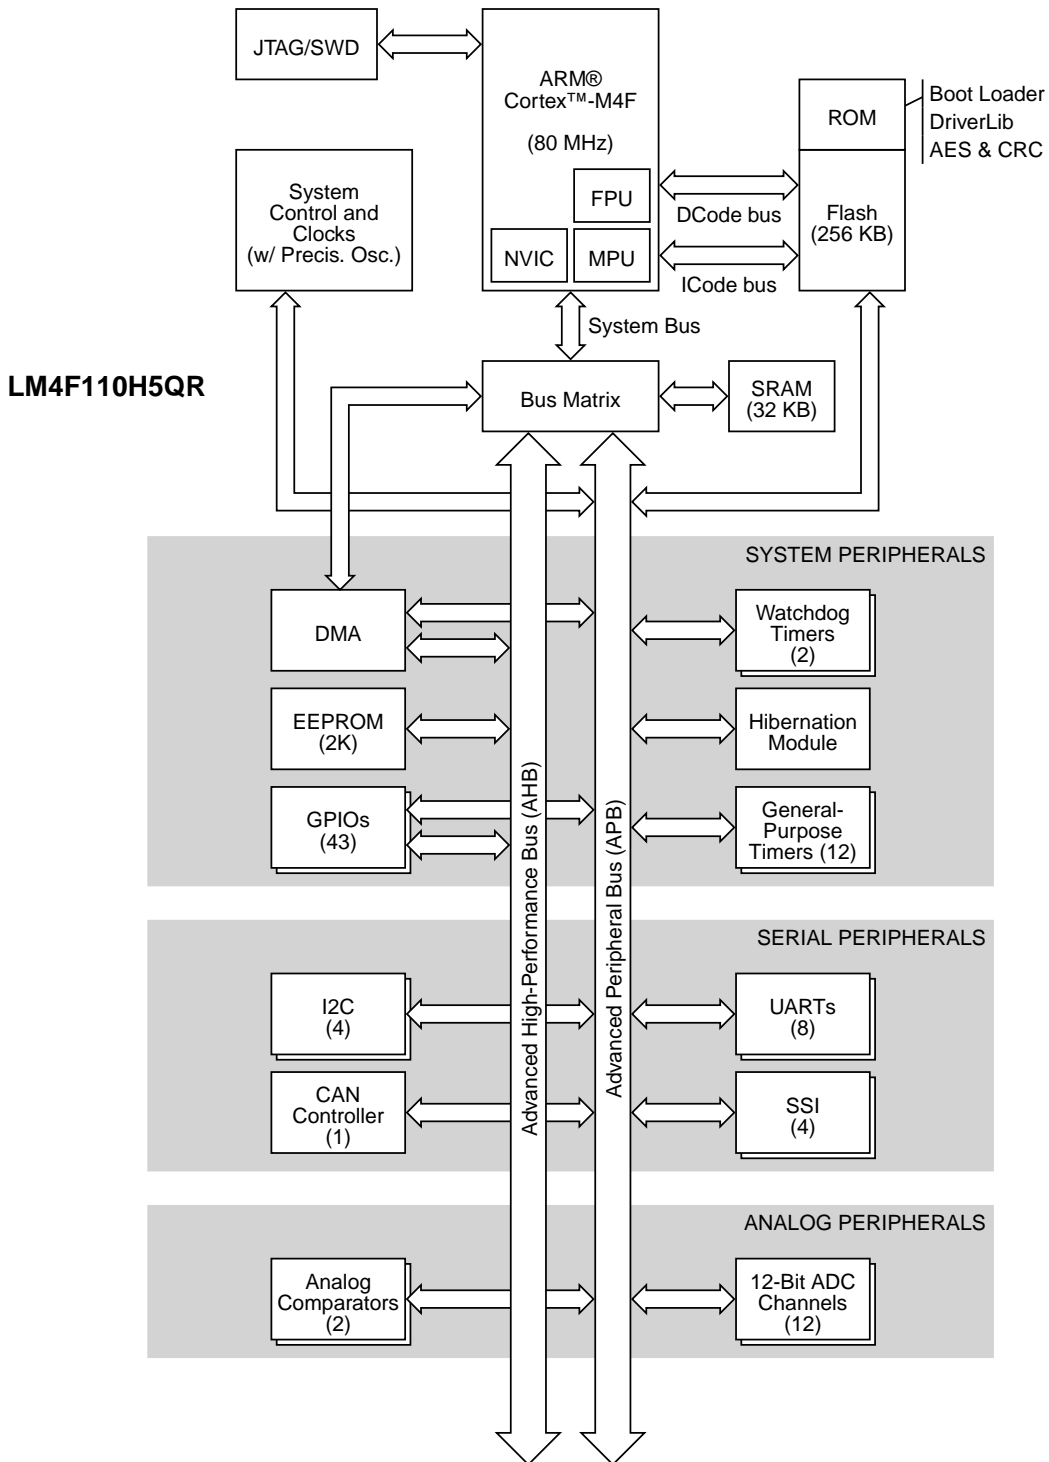 JTAG/SWD
ARM®
Cortex™-M4F
(80 MHz)
ROM
Boot Loader
DriverLib
AES & CRC
System
Control and
Clocks
(w/ Precis. Osc.)
FPU
NVIC
MPU
DCode bus
ICode bus
Flash
(256 KB)
System Bus
LM4F110H5QR
Bus Matrix
SRAM
(32 KB)
SYSTEM PERIPHERALS
DMA
Watchdog
Timers
(2)
EEPROM
(2K)
Hibernation
Module
GPIOs
(43)
General-
Purpose
Timers (12)
Advanced High-Performance Bus (AHB)
Advanced Peripheral Bus (APB)
SERIAL PERIPHERALS
I2C
(4)
UARTs
(8)
CAN
Controller
(1)
SSI
(4)
ANALOG PERIPHERALS
Analog
Comparators
(2)
12-Bit ADC
Channels
(12)